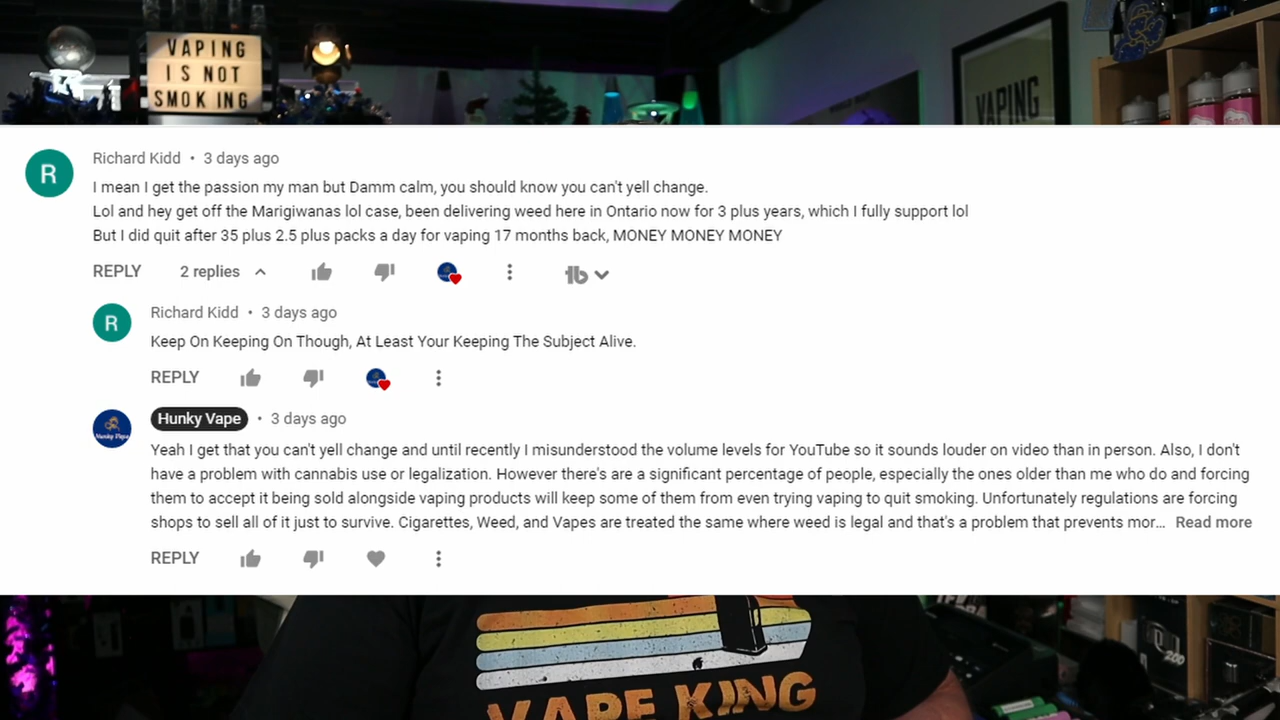 VAPING
IS NOT
SMOKING
VAPING
Richard Kidd • 3 days ago
R
I mean I get the passion my man but Damm calm, you should know you can't yell change.
Lol and hey get off the Marigiwanas lol case, been delivering weed here in Ontario now for 3 plus years, which I fully support lol
But I did quit after 35 plus 2.5 plus packs a day for vaping 17 months back, MONEY MONEY MONEY
REPLY 2 replies
Richard Kidd • 3 days ago
R
Keep On Keeping On Though, At Least Your Keeping The Subject Alive.
REPLY
Hunky Vape • 3 days ago
Hunky Vape
Yeah I get that you can't yell change and until recently I misunderstood the volume levels for YouTube so it sounds louder on video than in person. Also, I don't
have a problem with cannabis use or legalization. However there's are a significant percentage of people, especially the ones older than me who do and forcing
them to accept it being sold alongside vaping products will keep some of them from even trying vaping to quit smoking. Unfortunately regulations are forcing
shops to sell all of it just to survive. Cigarettes, Weed, and Vapes are treated the same where weed is legal and that's a problem that prevents mor... Read more
REPLY
VAPE KING
200